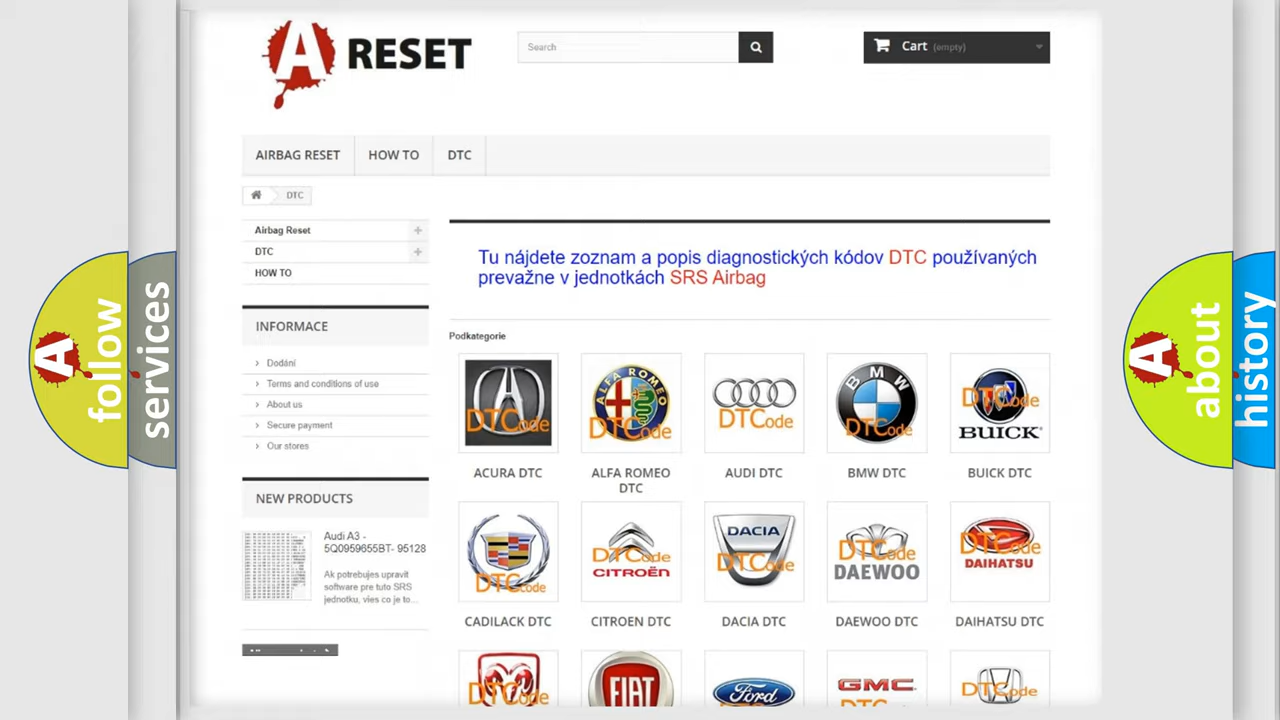 A RESET
Search
Cart (empty)
AIRBAG RESET
HOW TO
DTC
DTC
Airbag Reset
DTC
HOW TO
INFORMACE
Dodání
Terms and conditions of use
About us
Secure payment
Our stores
NEW PRODUCTS
Audi A3 -
5Q0959655BT- 95128
Ak potrebujes upravit
software pre tuto SRS
jednotku, vies co je to...
Tu nájdete zoznam a popis diagnostických kódov DTC používaných
prevažne v jednotkách SRS Airbag
Podkategorie
DTCode
ALFA ROMEO
DTCode
DTCode
BMW
DTCode
DTCode
BUICK
ACURA DTC
ALFA ROMEO
DTC
AUDI DTC
BMW DTC
BUICK DTC
DTCode
DTCode
CITROËN
DACIA
DTCode
DTCode
DAEWOO
DTCode
DAIHATSU
CADILACK DTC
CITROEN DTC
DACIA DTC
DAEWOO DTC
DAIHATSU DTC
DTCode
FIAT
Ford
GMC
DTCode
A
follow
services
A
about
history